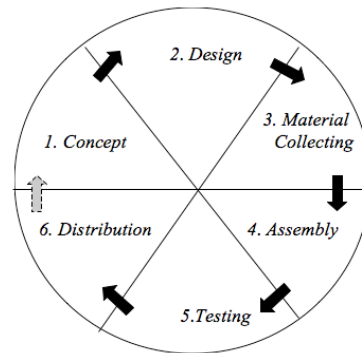 1. Concept
2. Design
3. Material
Collecting
4. Assembly
5.Testing
6. Distribution